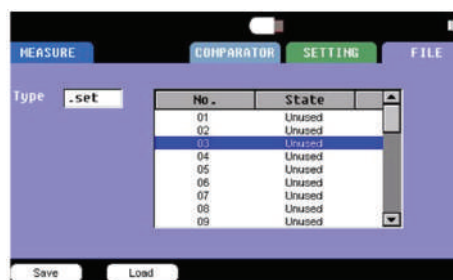 MEASURE COMPARATOR SETTING FILE
Type .set
No. State
01 Unused
02 Unused
03 Unused
04 Unused
05 Unused
06 Unused
07 Unused
08 Unused
09 Unused
Save Load